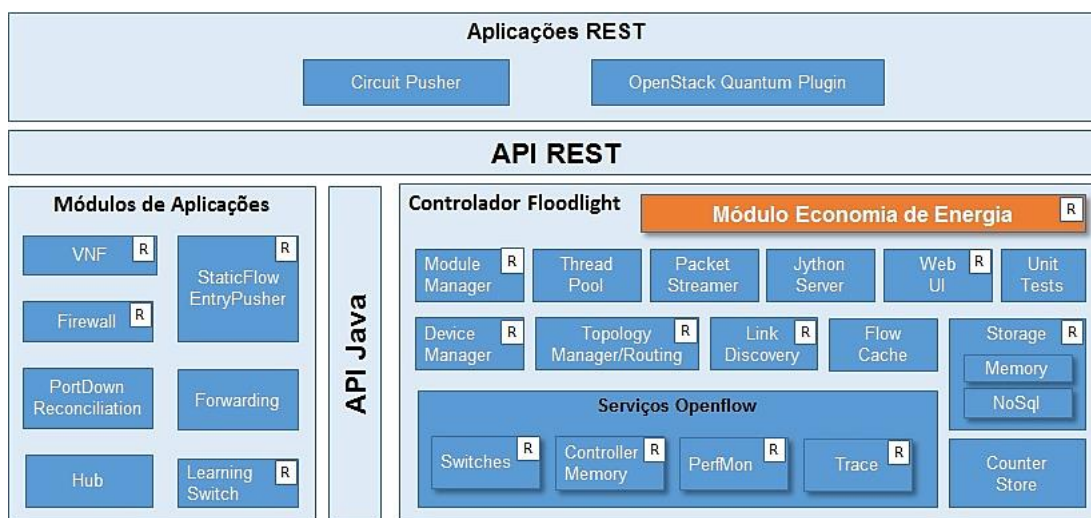 Aplicações REST
Circuit Pusher
OpenStack Quantum Plugin
API REST
Módulos de Aplicações
VNF
R
StaticFlow
EntryPusher
R
Firewall
R
PortDown
Reconciliation
Forwarding
Hub
Learning
Switch
R
API Java
Controlador Floodlight
Módulo Economia de Energia
R
Module
Manager
R
Thread
Pool
Packet
Streamer
Jython
Server
Web
UI
R
Unit
Tests
Device
Manager
R
Topology
Manager/Routing
R
Link
Discovery
R
Flow
Cache
Storage
R
Memory
NoSql
Serviços Openflow
Switches
R
Controller
Memory
R
PerfMon
R
Trace
R
Counter
Store